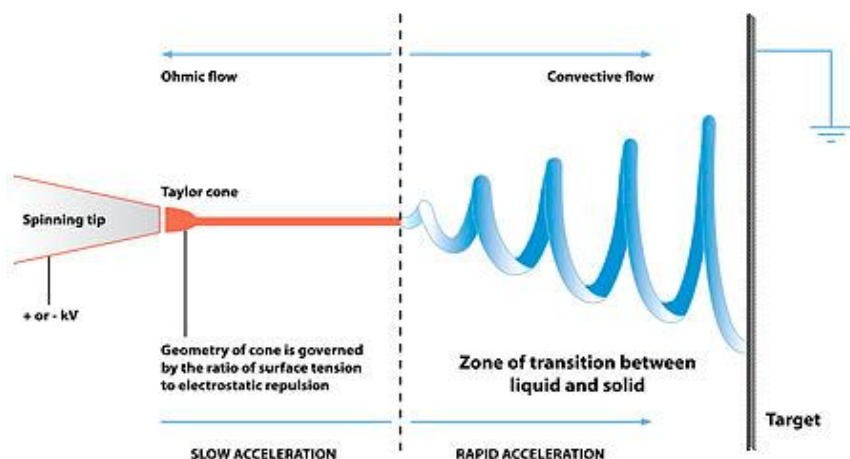 Ohmic flow
Convective flow
Taylor cone
Spinning tip
+ or - kV
Geometry of cone is governed
by the ratio of surface tension
to electrostatic repulsion
Zone of transition between
liquid and solid
Target
SLOW ACCELERATION
RAPID ACCELERATION